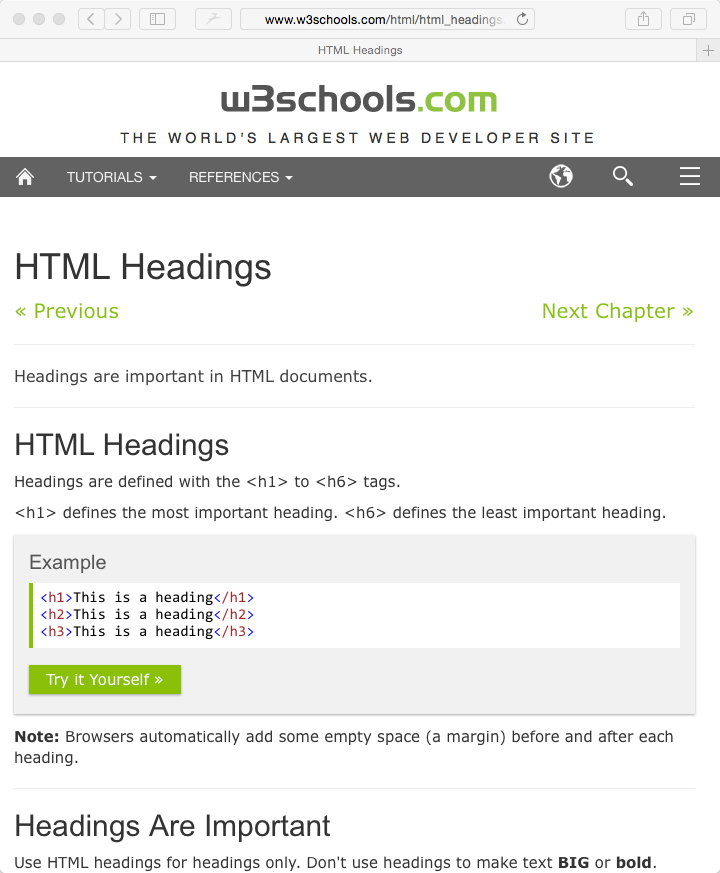 www.w3schools.com/html/html_headings.
HTML Headings
w3schools.com
THE WORLD'S LARGEST WEB DEVELOPER SITE
TUTORIALS REFERENCES
HTML Headings
« Previous Next Chapter »
Headings are important in HTML documents.
HTML Headings
Headings are defined with the <h1> to <h6> tags.
<h1> defines the most important heading. <h6> defines the least important heading.
Example
<h1>This is a heading</h1>
<h2>This is a heading</h2>
<h3>This is a heading</h3>
Try it Yourself »
Note: Browsers automatically add some empty space (a margin) before and after each
heading.
Headings Are Important
Use HTML headings for headings only. Don't use headings to make text BIG or bold.